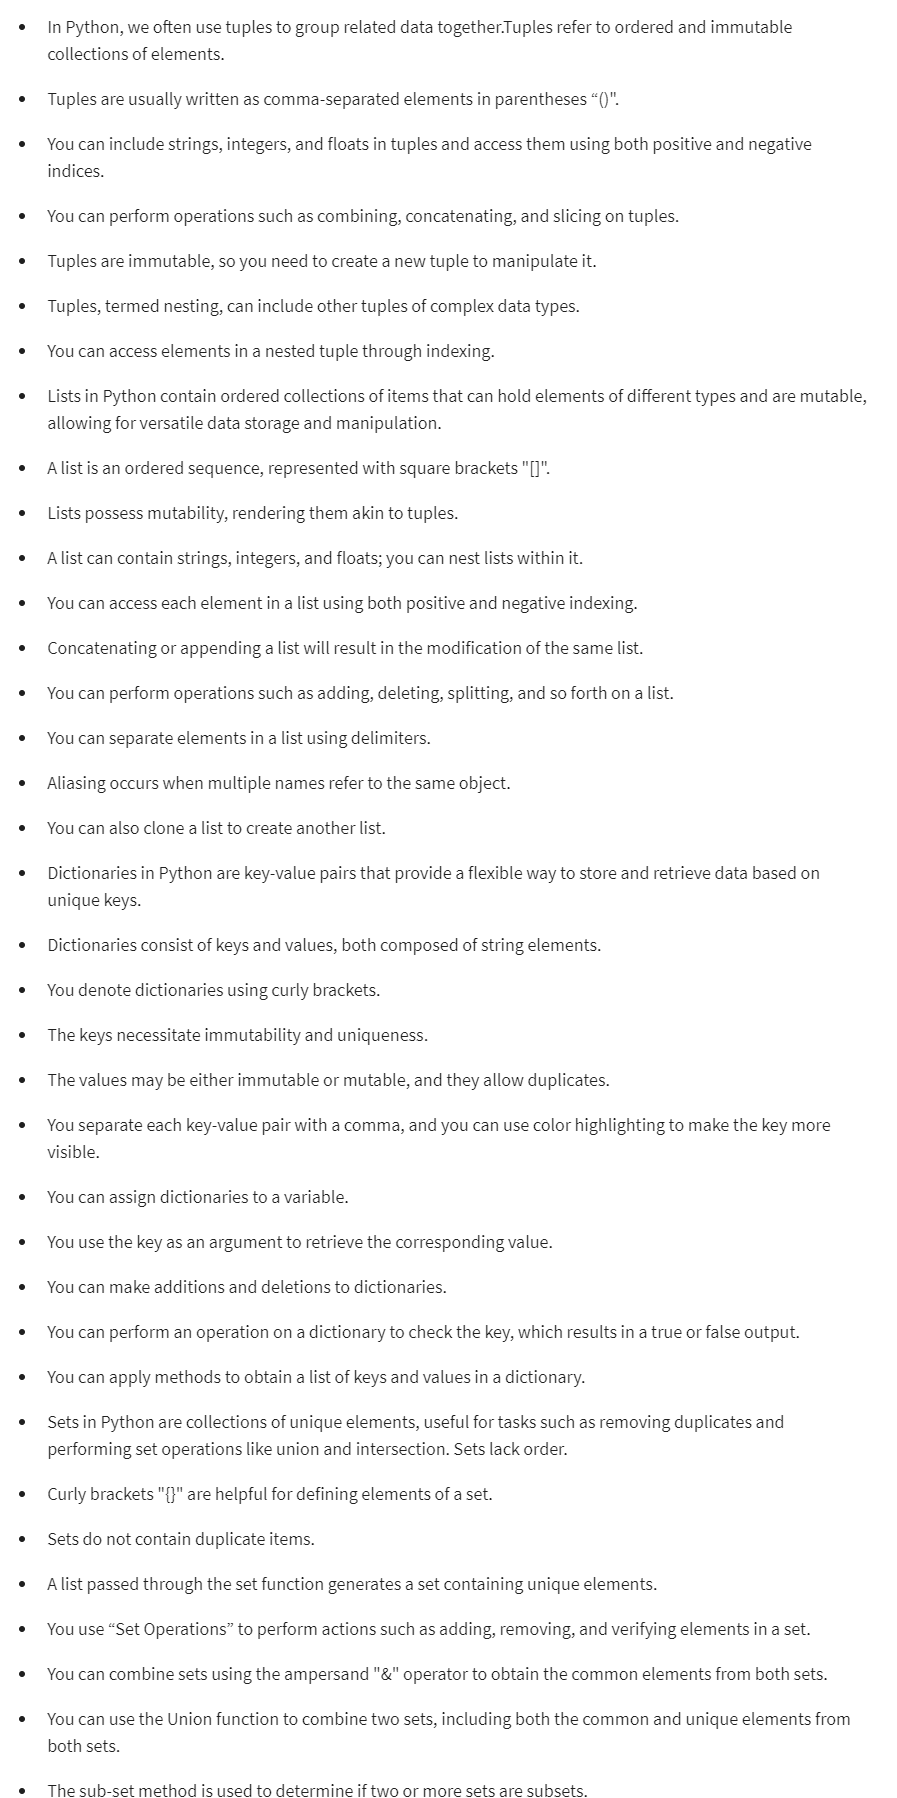 • In Python, we often use tuples to group related data together.Tuples refer to ordered and immutable
collections of elements.
• Tuples are usually written as comma-separated elements in parentheses “()".
• You can include strings, integers, and floats in tuples and access them using both positive and negative
indices.
• You can perform operations such as combining, concatenating, and slicing on tuples.
• Tuples are immutable, so you need to create a new tuple to manipulate it.
• Tuples, termed nesting, can include other tuples of complex data types.
• You can access elements in a nested tuple through indexing.
• Lists in Python contain ordered collections of items that can hold elements of different types and are mutable,
allowing for versatile data storage and manipulation.
• A list is an ordered sequence, represented with square brackets "[]".
• Lists possess mutability, rendering them akin to tuples.
• A list can contain strings, integers, and floats; you can nest lists within it.
• You can access each element in a list using both positive and negative indexing.
• Concatenating or appending a list will result in the modification of the same list.
• You can perform operations such as adding, deleting, splitting, and so forth on a list.
• You can separate elements in a list using delimiters.
• Aliasing occurs when multiple names refer to the same object.
• You can also clone a list to create another list.
• Dictionaries in Python are key-value pairs that provide a flexible way to store and retrieve data based on
unique keys.
• Dictionaries consist of keys and values, both composed of string elements.
• You denote dictionaries using curly brackets.
• The keys necessitate immutability and uniqueness.
• The values may be either immutable or mutable, and they allow duplicates.
• You separate each key-value pair with a comma, and you can use color highlighting to make the key more
visible.
• You can assign dictionaries to a variable.
• You use the key as an argument to retrieve the corresponding value.
• You can make additions and deletions to dictionaries.
• You can perform an operation on a dictionary to check the key, which results in a true or false output.
• You can apply methods to obtain a list of keys and values in a dictionary.
• Sets in Python are collections of unique elements, useful for tasks such as removing duplicates and
performing set operations like union and intersection. Sets lack order.
• Curly brackets "{}" are helpful for defining elements of a set.
• Sets do not contain duplicate items.
• A list passed through the set function generates a set containing unique elements.
• You use “Set Operations” to perform actions such as adding, removing, and verifying elements in a set.
• You can combine sets using the ampersand "&" operator to obtain the common elements from both sets.
• You can use the Union function to combine two sets, including both the common and unique elements from
both sets.
• The sub-set method is used to determine if two or more sets are subsets.